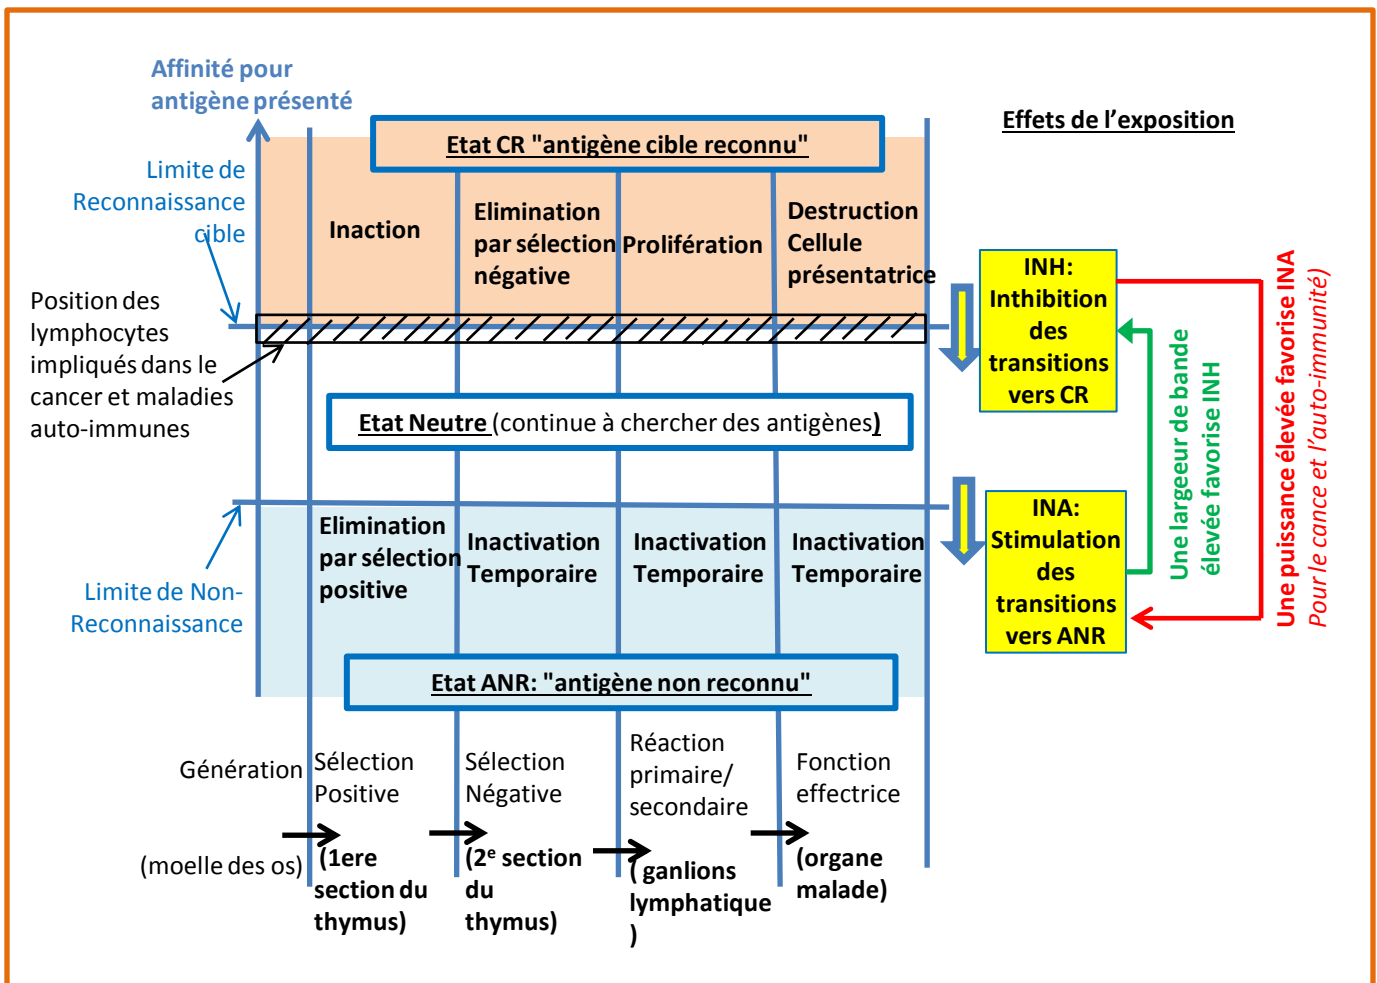 Affinité pour
antigène présenté
Effets de l'exposition
Etat CR "antigène cible reconnu"
Limite de
Reconnaissance
cible
Inaction
Elimination
par sélection
négative
Prolifération
Destruction
Cellule
présentatrice
Position des
lymphocytes
impliqués dans le
cancer et maladies
auto-immunes
INH:
Inthibition
des
transitions
vers CR
Etat Neutre (continue à chercher des antigènes)
Une largeeur de bande
élevée favorise INH
Une puissance élevée favorise INA
Pour le cance et l'auto-immunité)
Elimination
par sélection
positive
Inactivation
Temporaire
Inactivation
Temporaire
Inactivation
Temporaire
INA:
Stimulation
des
transitions
vers ANR
Limite de Non-
Reconnaissance
Etat ANR: "antigène non reconnu"
Génération
Sélection
Positive
Sélection
Négative
Réaction
primaire/
secondaire
Fonction
effectrice
(moelle des os)
(1ere
section du
thymus)
(2e section
du
thymus)
( ganlions
lymphatique
)
(organe
malade)